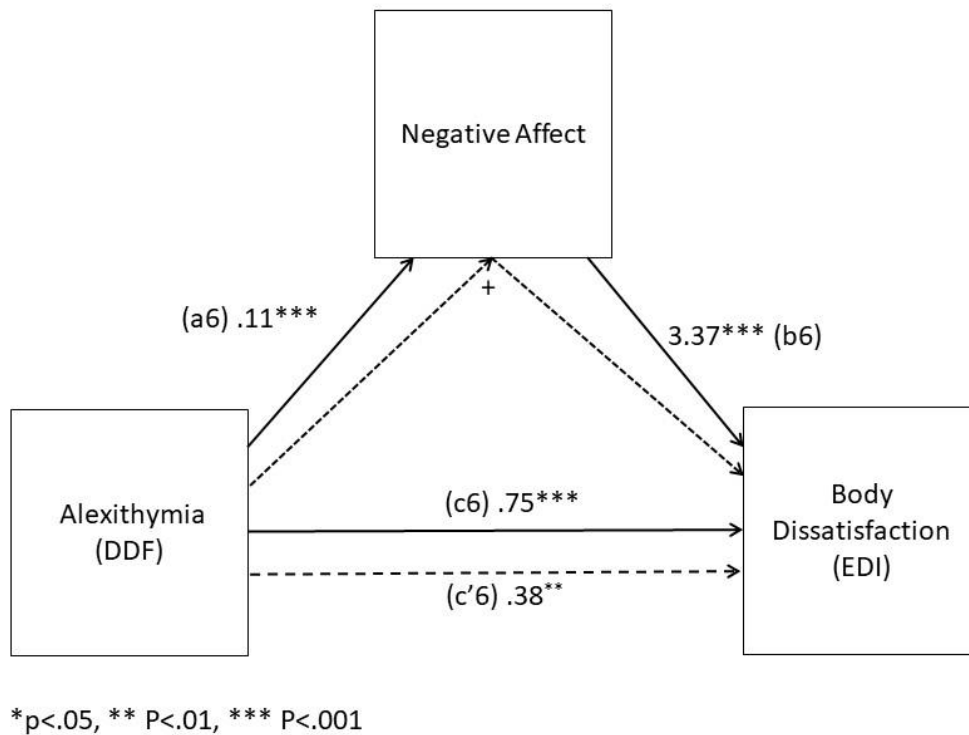 Negative Affect
+
(a6) .11***
3.37*** (b6)
Alexithymia
(DDF)
(c6) .75***
(c’6) .38**
Body
Dissatisfaction
(EDI)
*p<.05, ** P<.01, *** P<.001